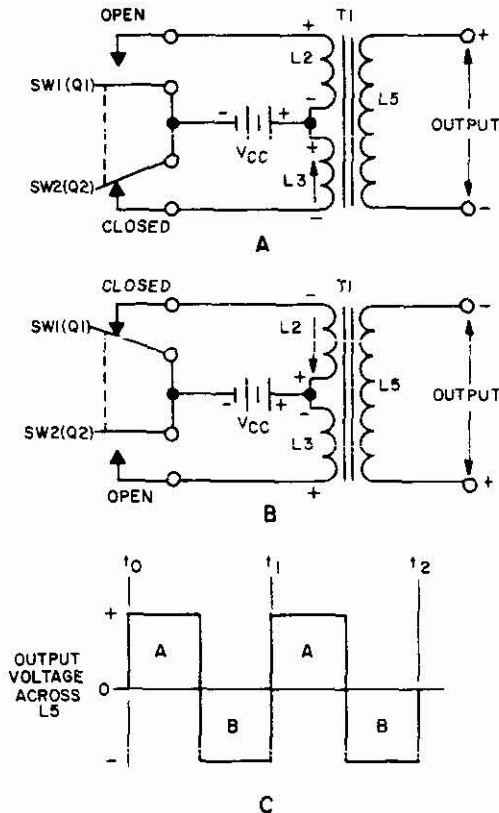 OPEN
T1
+
+
L2
SW1(Q1)
-
L5
- +
OUTPUT
VCC
+
L3
SW2(Q2)
-
-
CLOSED
A
T1
CLOSED
-
-
SW1(Q1)
L2
+
L5
- +
OUTPUT
VCC
-
L3
SW2(Q2)
+
+
OPEN
B
t0 t1 t2
+
A A
OUTPUT
VOLTAGE
ACROSS
L5
0
B B
-
C